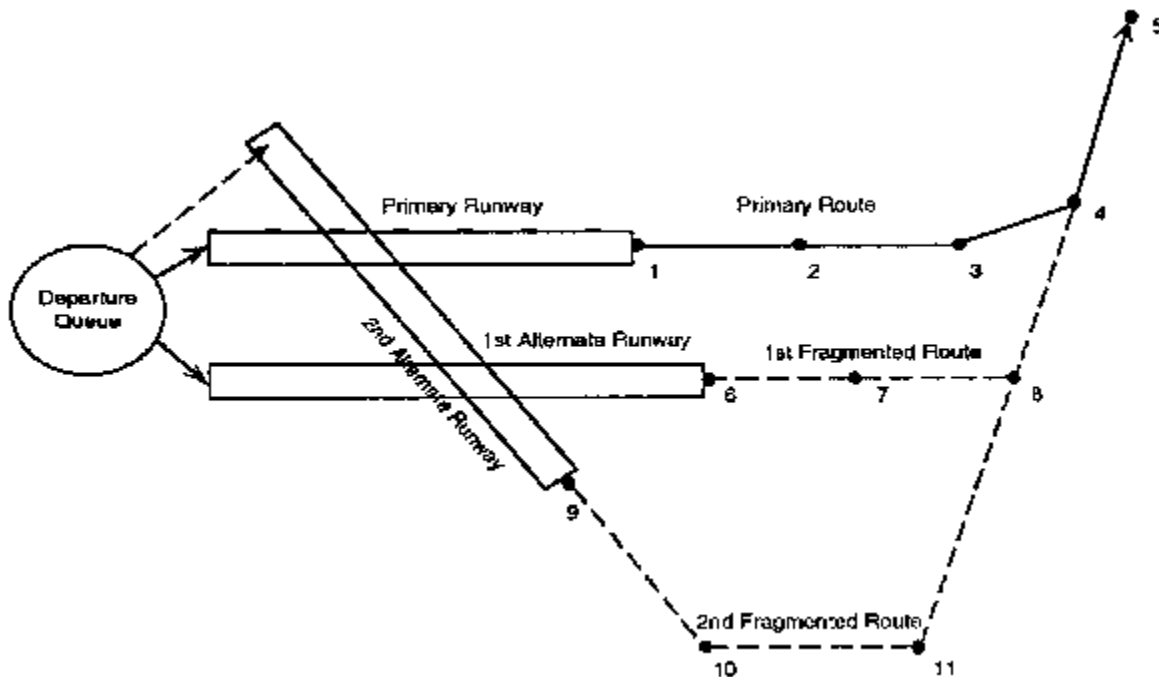 5
Primary Runway
Primary Route
4
1
2
3
Departure
Queue
1st Alternate Runway
1st Fragmented Route
2nd Alternate Runway
6
7
8
9
2nd Fragmented Route
10
11